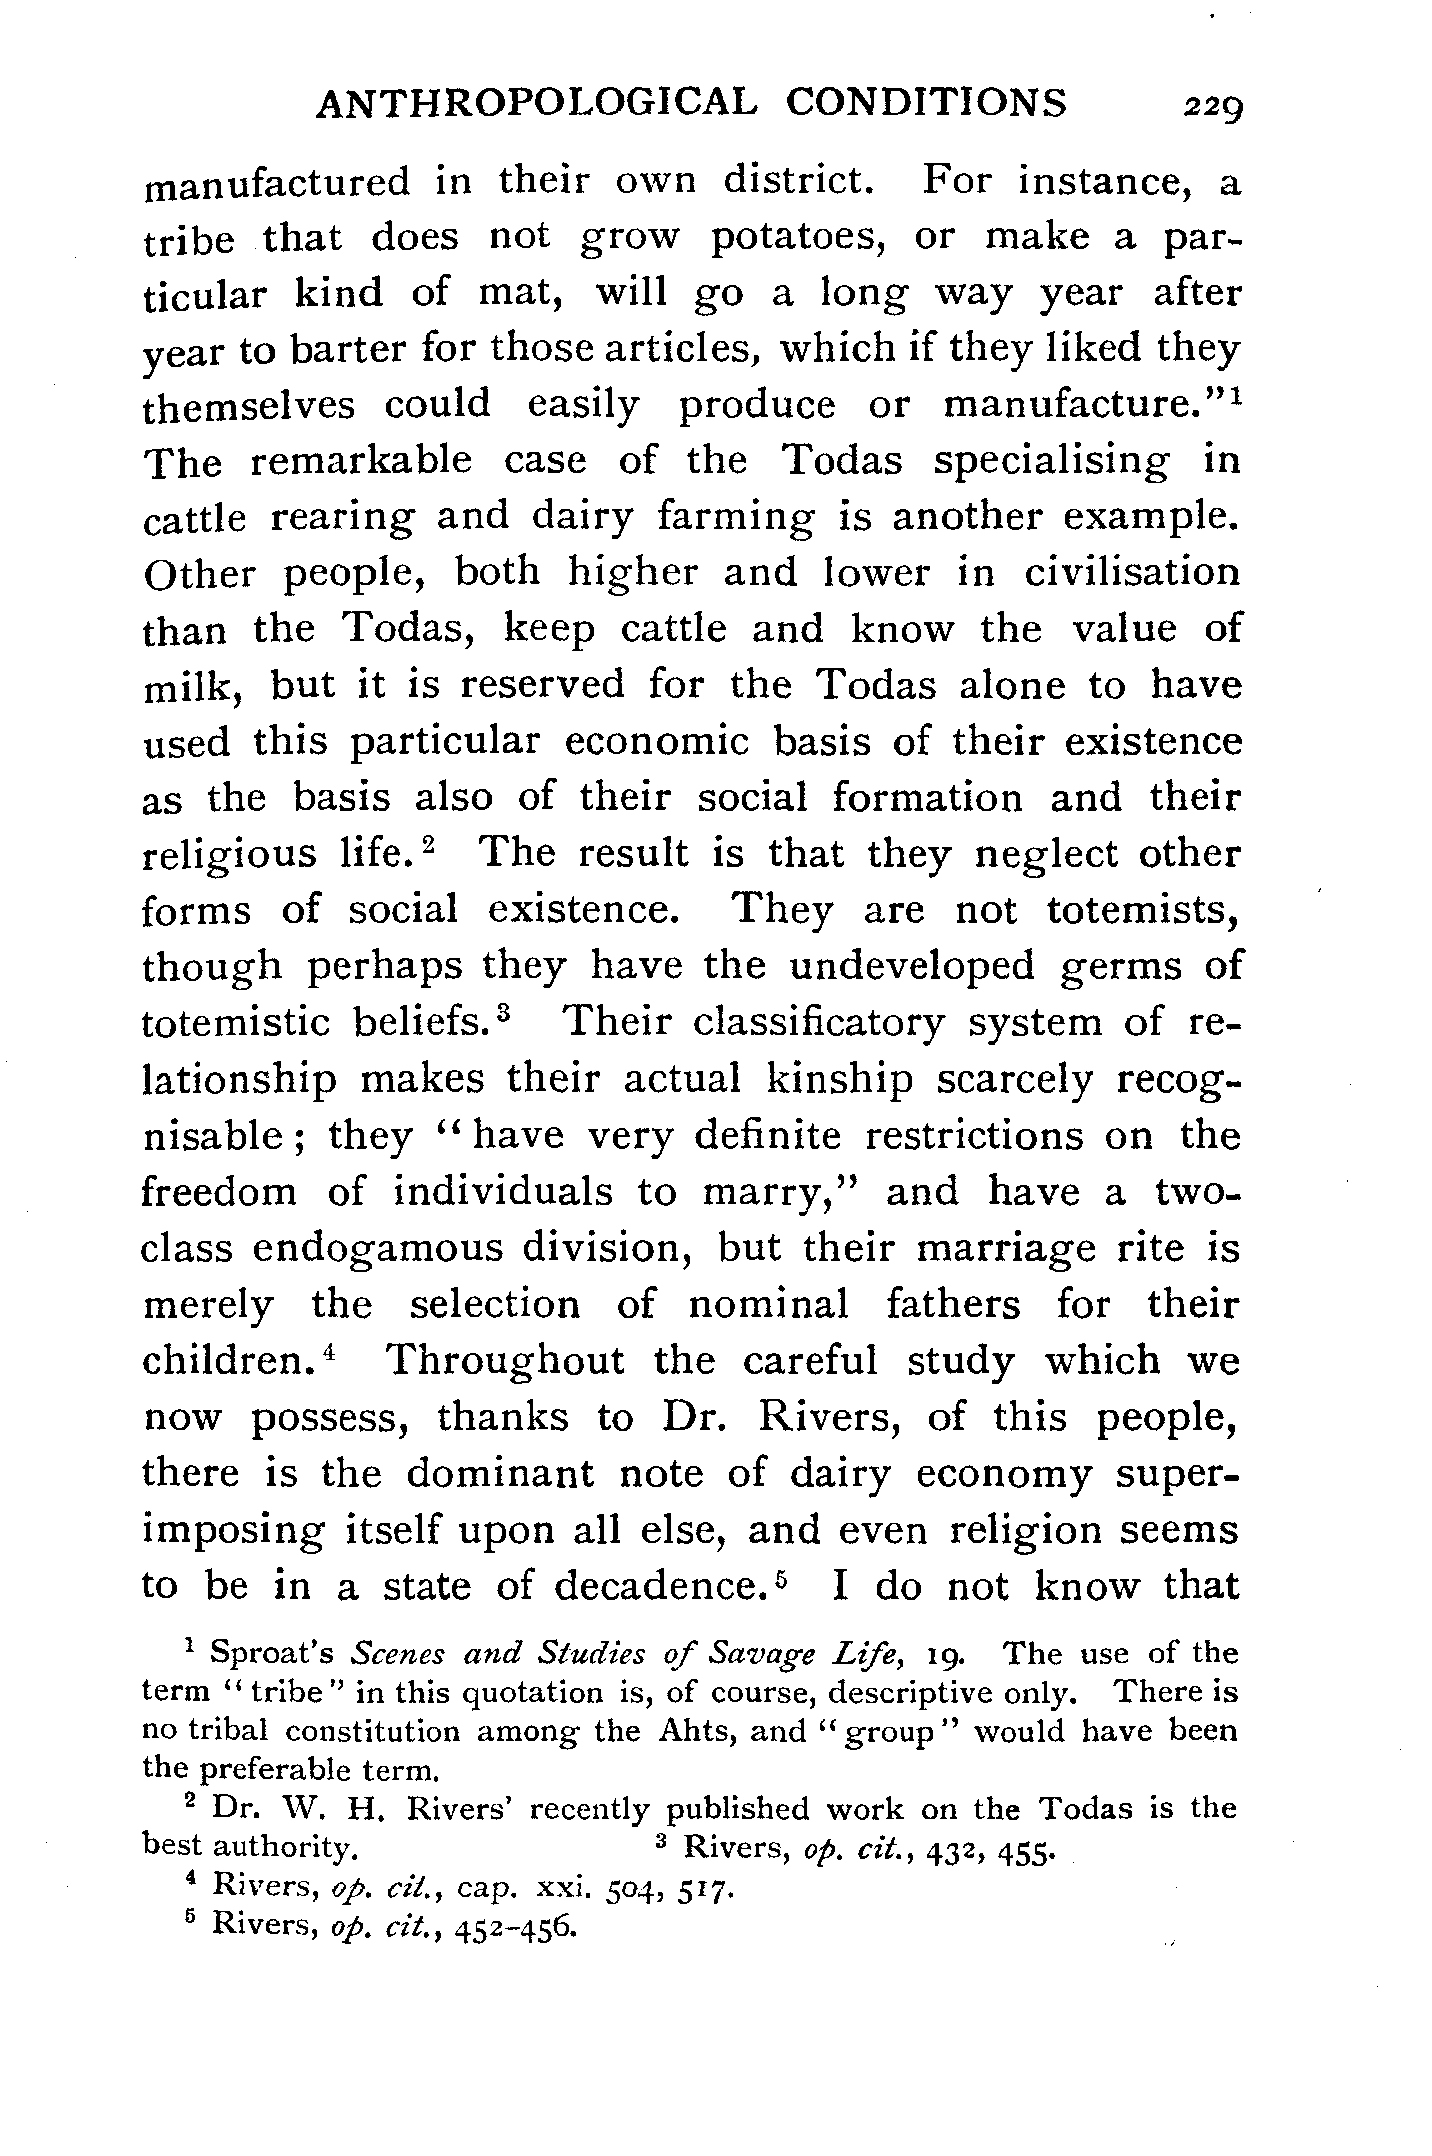 ANTHROPOLOGICAL CONDITIONS 229
manufactured in their own district. For instance, a
tribe that does not grow potatoes, or make a par-
ticular kind of mat, will go a long way year after
year to barter for those articles, which if they liked they
themselves could easily produce or manufacture."¹
The remarkable case of the Todas specialising in
cattle rearing and dairy farming is another example.
Other people, both higher and lower in civilisation
than the Todas, keep cattle and know the value of
milk, but it is reserved for the Todas alone to have
used this particular economic basis of their existence
as the basis also of their social formation and their
religious life.² The result is that they neglect other
forms of social existence. They are not totemists,
though perhaps they have the undeveloped germs of
totemistic beliefs.³ Their classificatory system of re-
lationship makes their actual kinship scarcely recog-
nisable; they "have very definite restrictions on the
freedom of individuals to marry," and have a two-
class endogamous division, but their marriage rite is
merely the selection of nominal fathers for their
children.⁴ Throughout the careful study which we
now possess, thanks to Dr. Rivers, of this people,
there is the dominant note of dairy economy super-
imposing itself upon all else, and even religion seems
to be in a state of decadence.⁵ I do not know that
¹ Sproat's Scenes and Studies of Savage Life, 19. The use of the
term "tribe" in this quotation is, of course, descriptive only. There is
no tribal constitution among the Ahts, and "group" would have been
the preferable term.
² Dr. W. H. Rivers' recently published work on the Todas is the
best authority. ³ Rivers, op. cit., 432, 455.
⁴ Rivers, op. cit., cap. xxi. 504, 517.
⁵ Rivers, op. cit., 452-456.